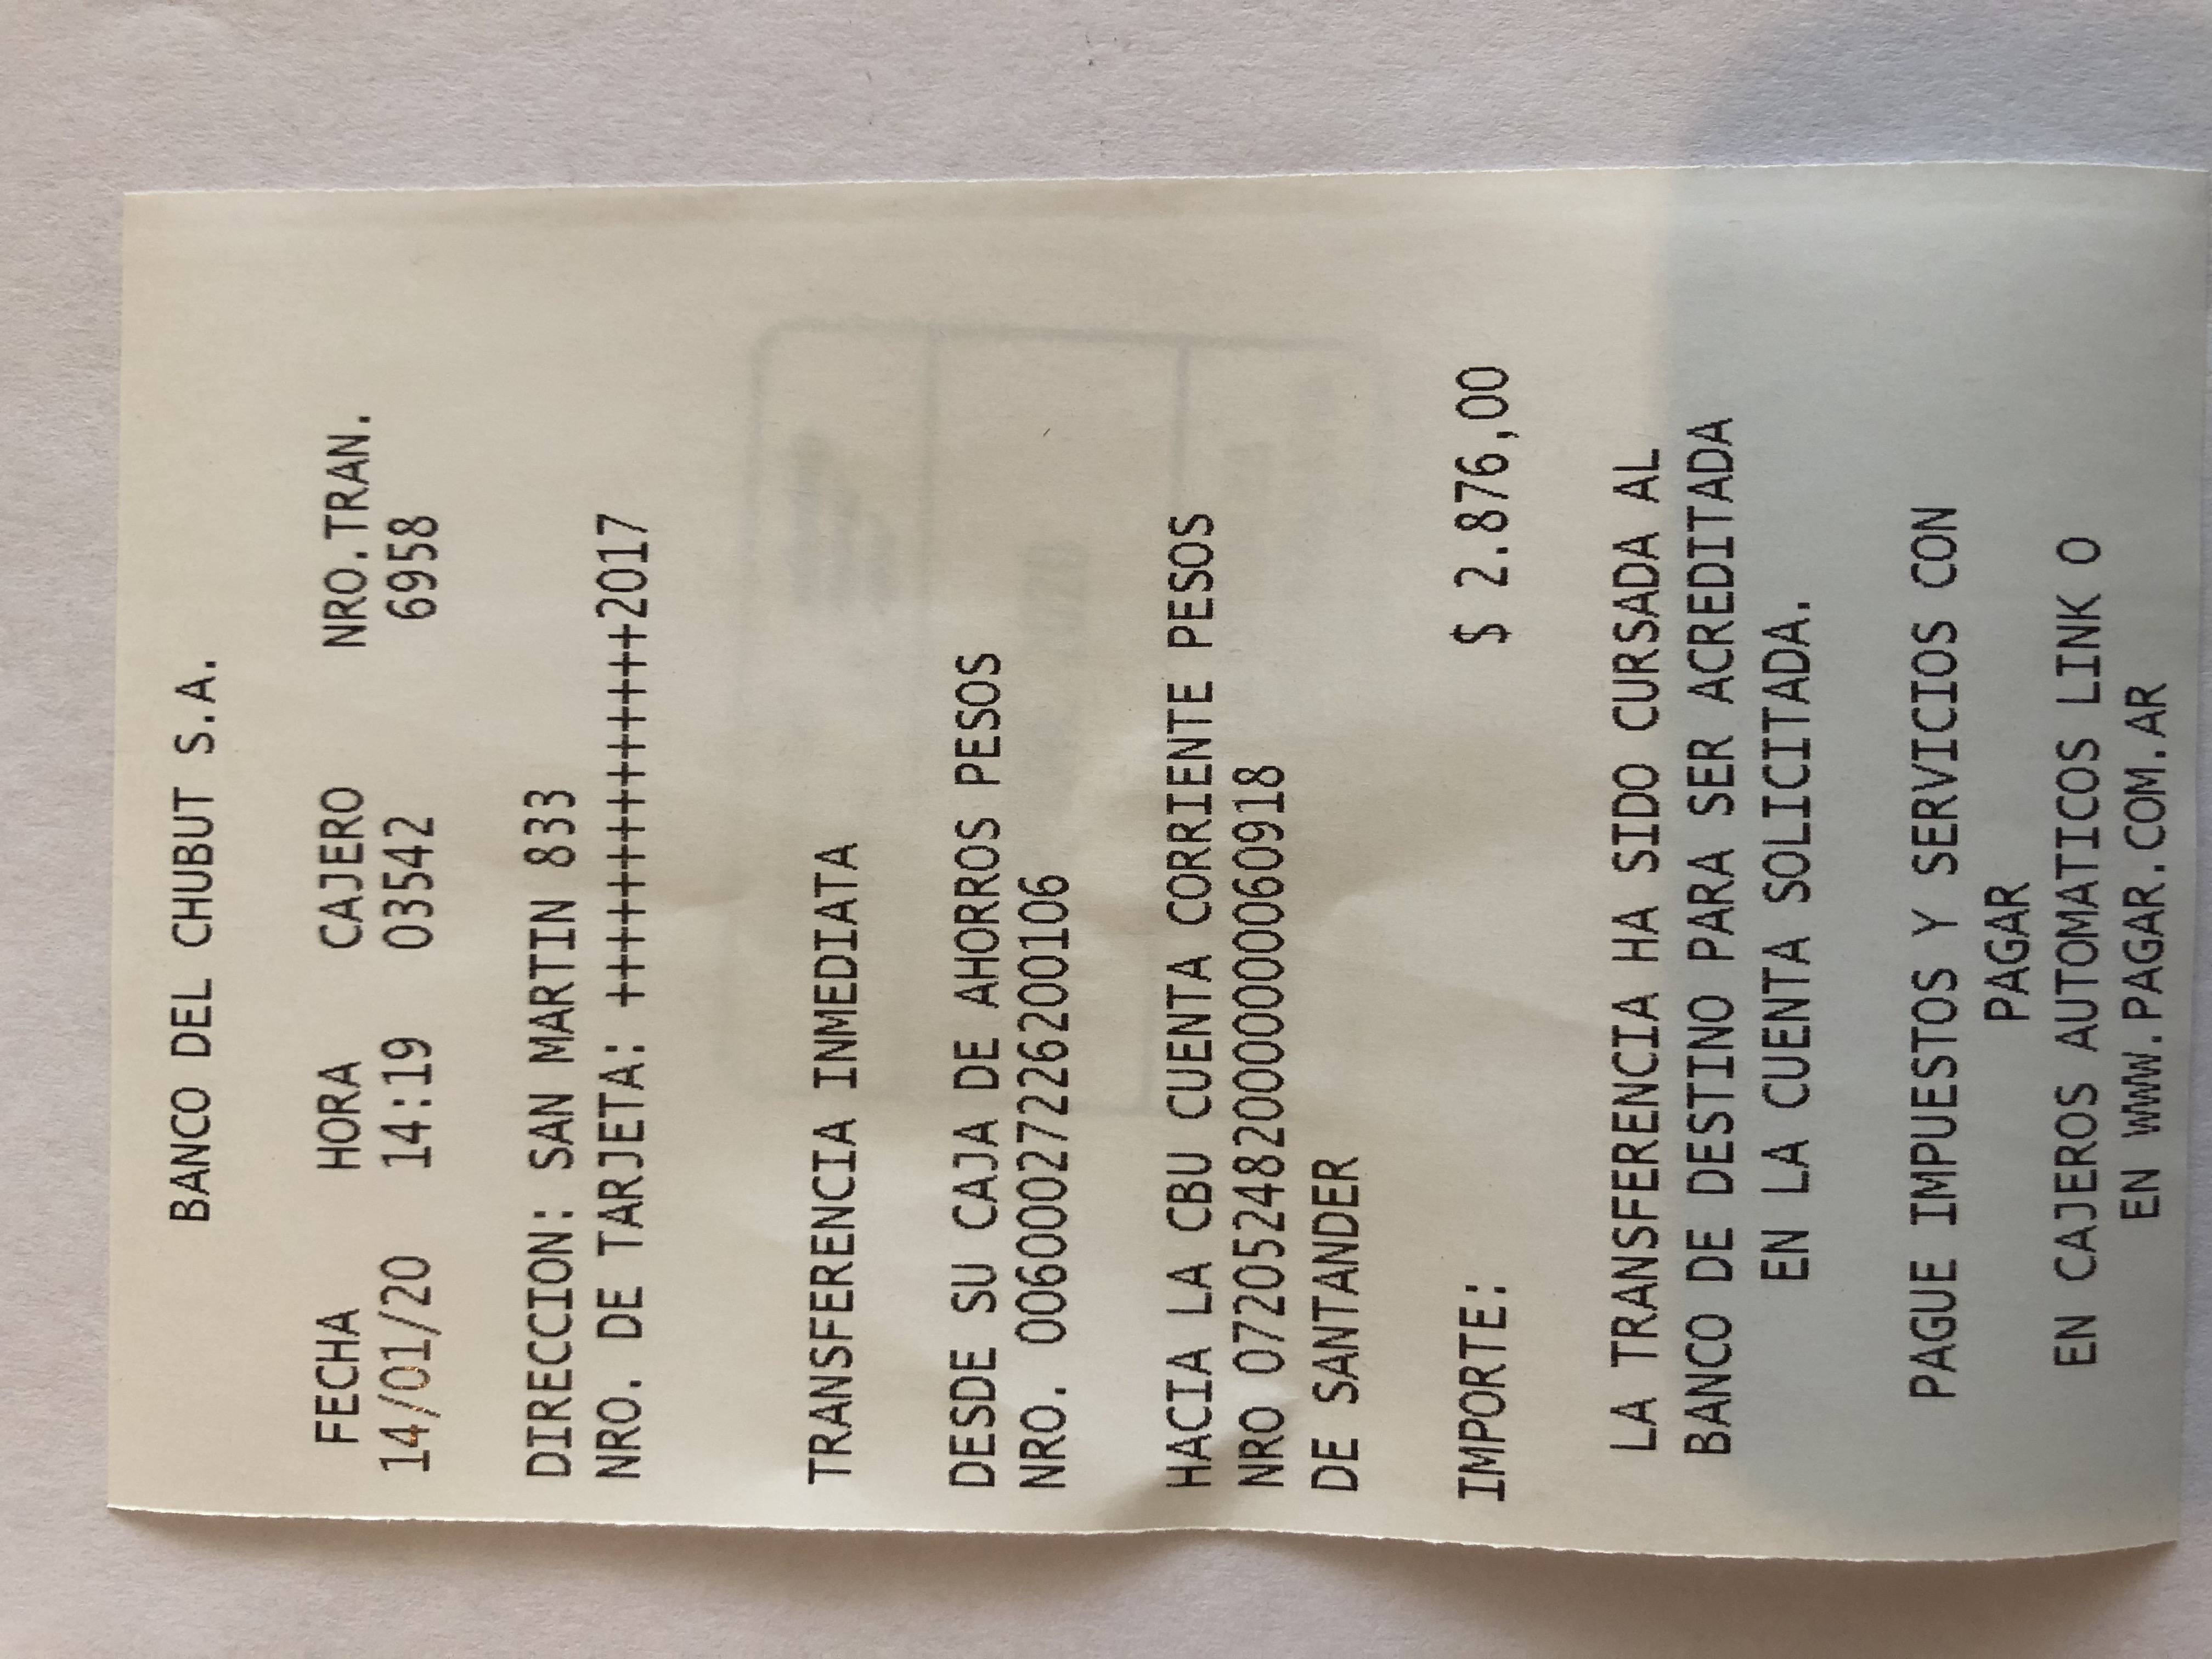 BANCO DEL CHUBUT S.A.
FECHA HORA CAJERO NRO.TRAN.
14/01/20 14:19 03542 6958
DIRECCION: SAN MARTIN 833
NRO. DE TARJETA: ++++++++++++++2017
TRANSFERENCIA INMEDIATA
DESDE SU CAJA DE AHORROS PESOS
NRO. 00600027226200106
HACIA LA CBU CUENTA CORRIENTE PESOS
NRO 0720524820000000060918
DE SANTANDER
IMPORTE: $ 2.876,00
LA TRANSFERENCIA HA SIDO CURSADA AL
BANCO DE DESTINO PARA SER ACREDITADA
EN LA CUENTA SOLICITADA.
PAGUE IMPUESTOS Y SERVICIOS CON
PAGAR
EN CAJEROS AUTOMATICOS LINK O
EN WWW.PAGAR.COM.AR